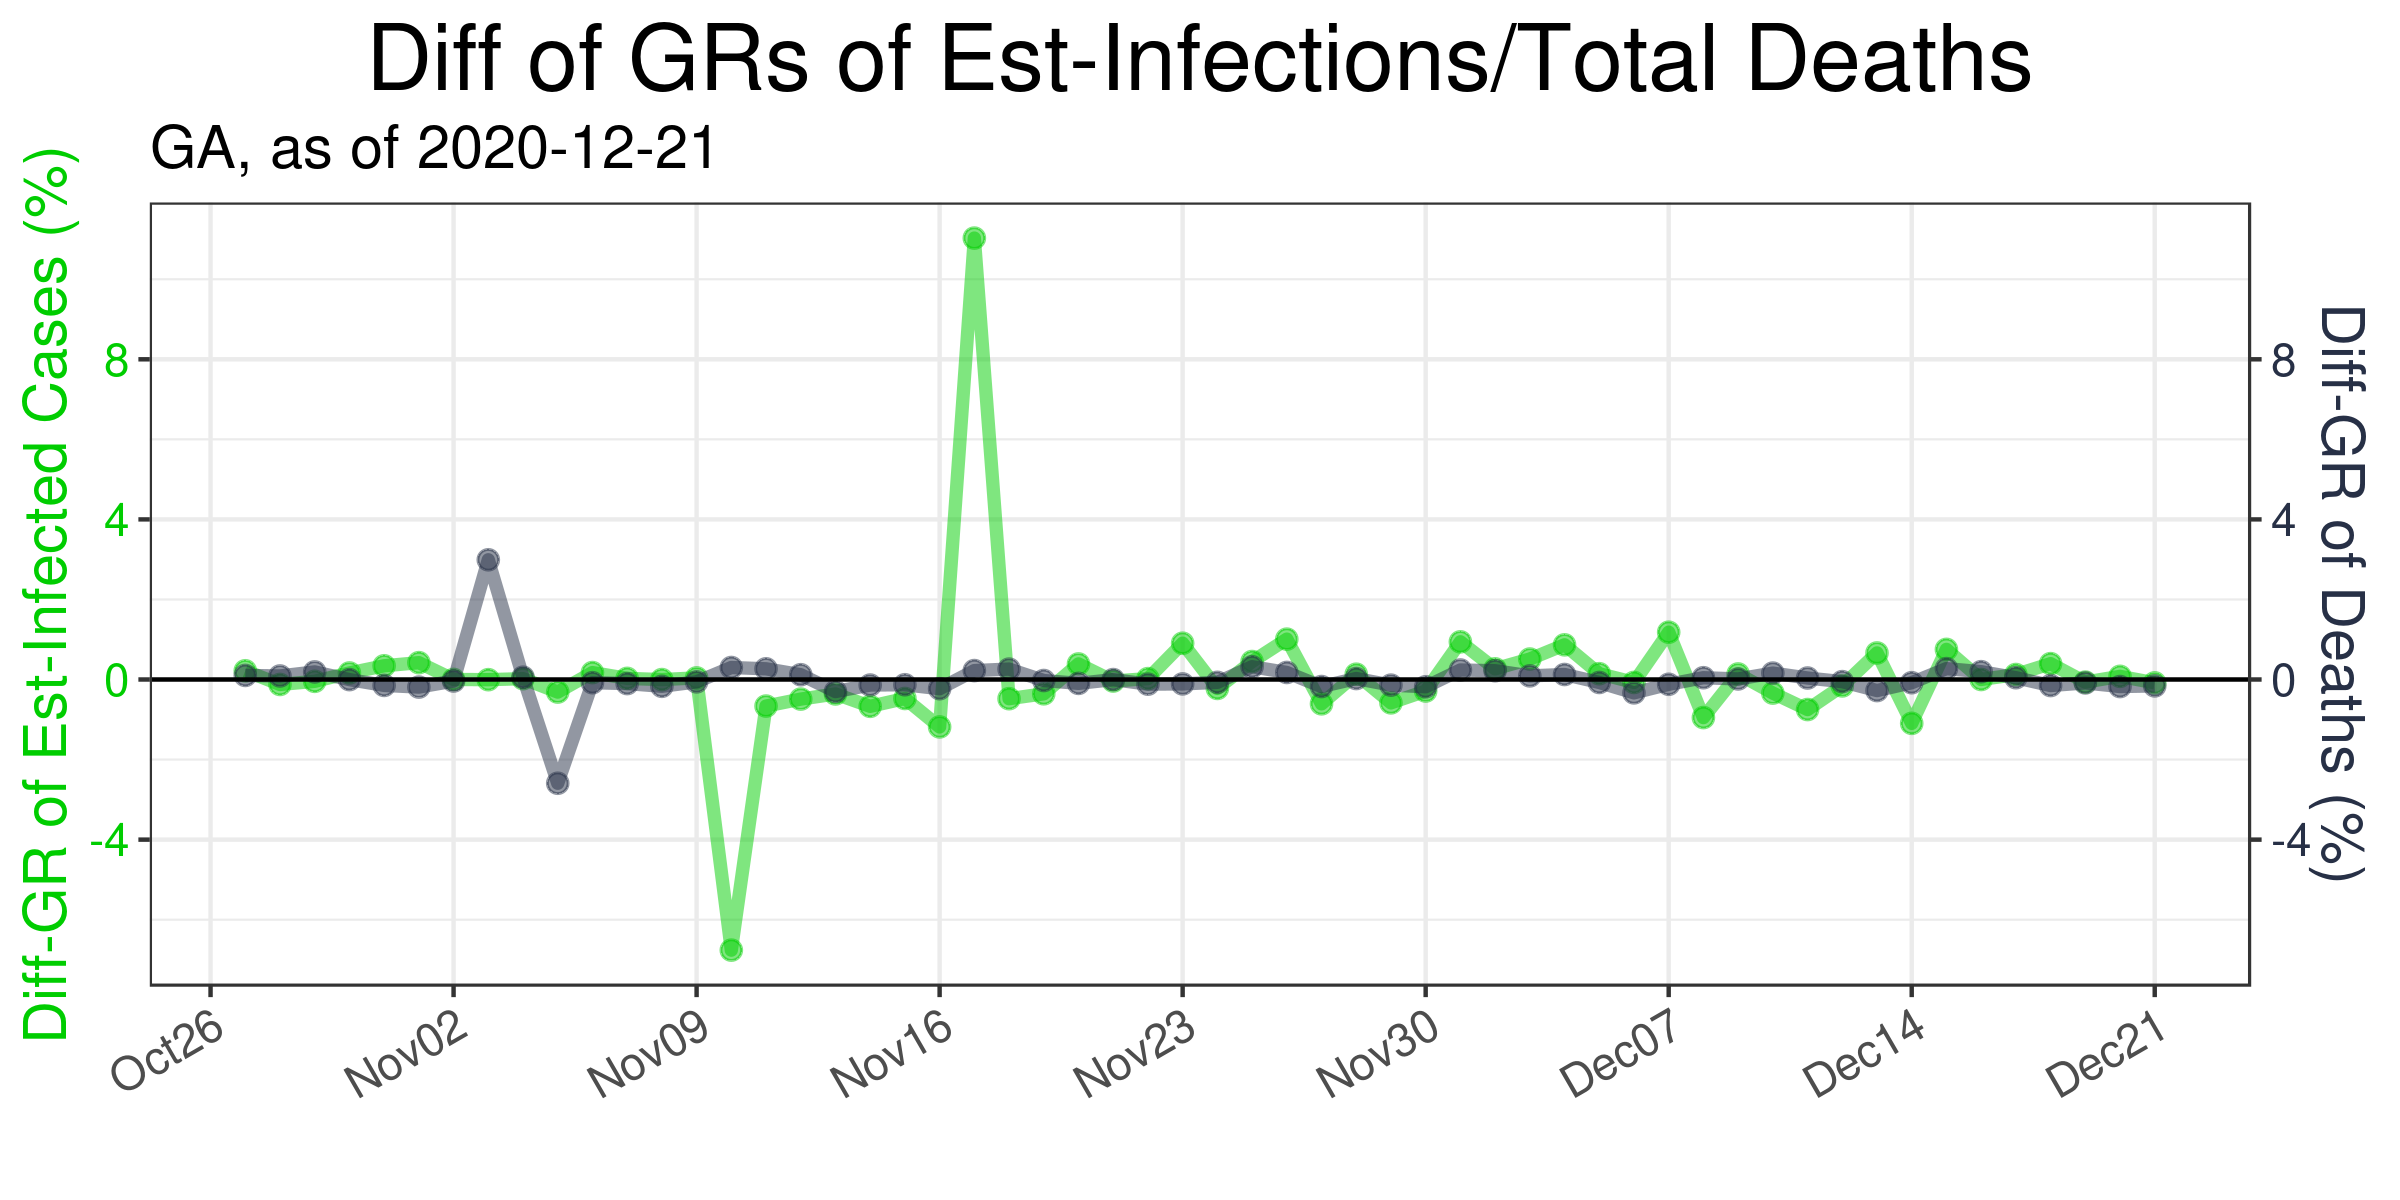 Diff of GRs of Est-Infections/Total Deaths
GA, as of 2020-12-21
Diff-GR of Est-Infected Cases (%)
8
4
0
-4
8
4
0
-4
Diff-GR of Deaths (%)
Oct26
Nov02
Nov09
Nov16
Nov23
Nov30
Dec07
Dec14
Dec21